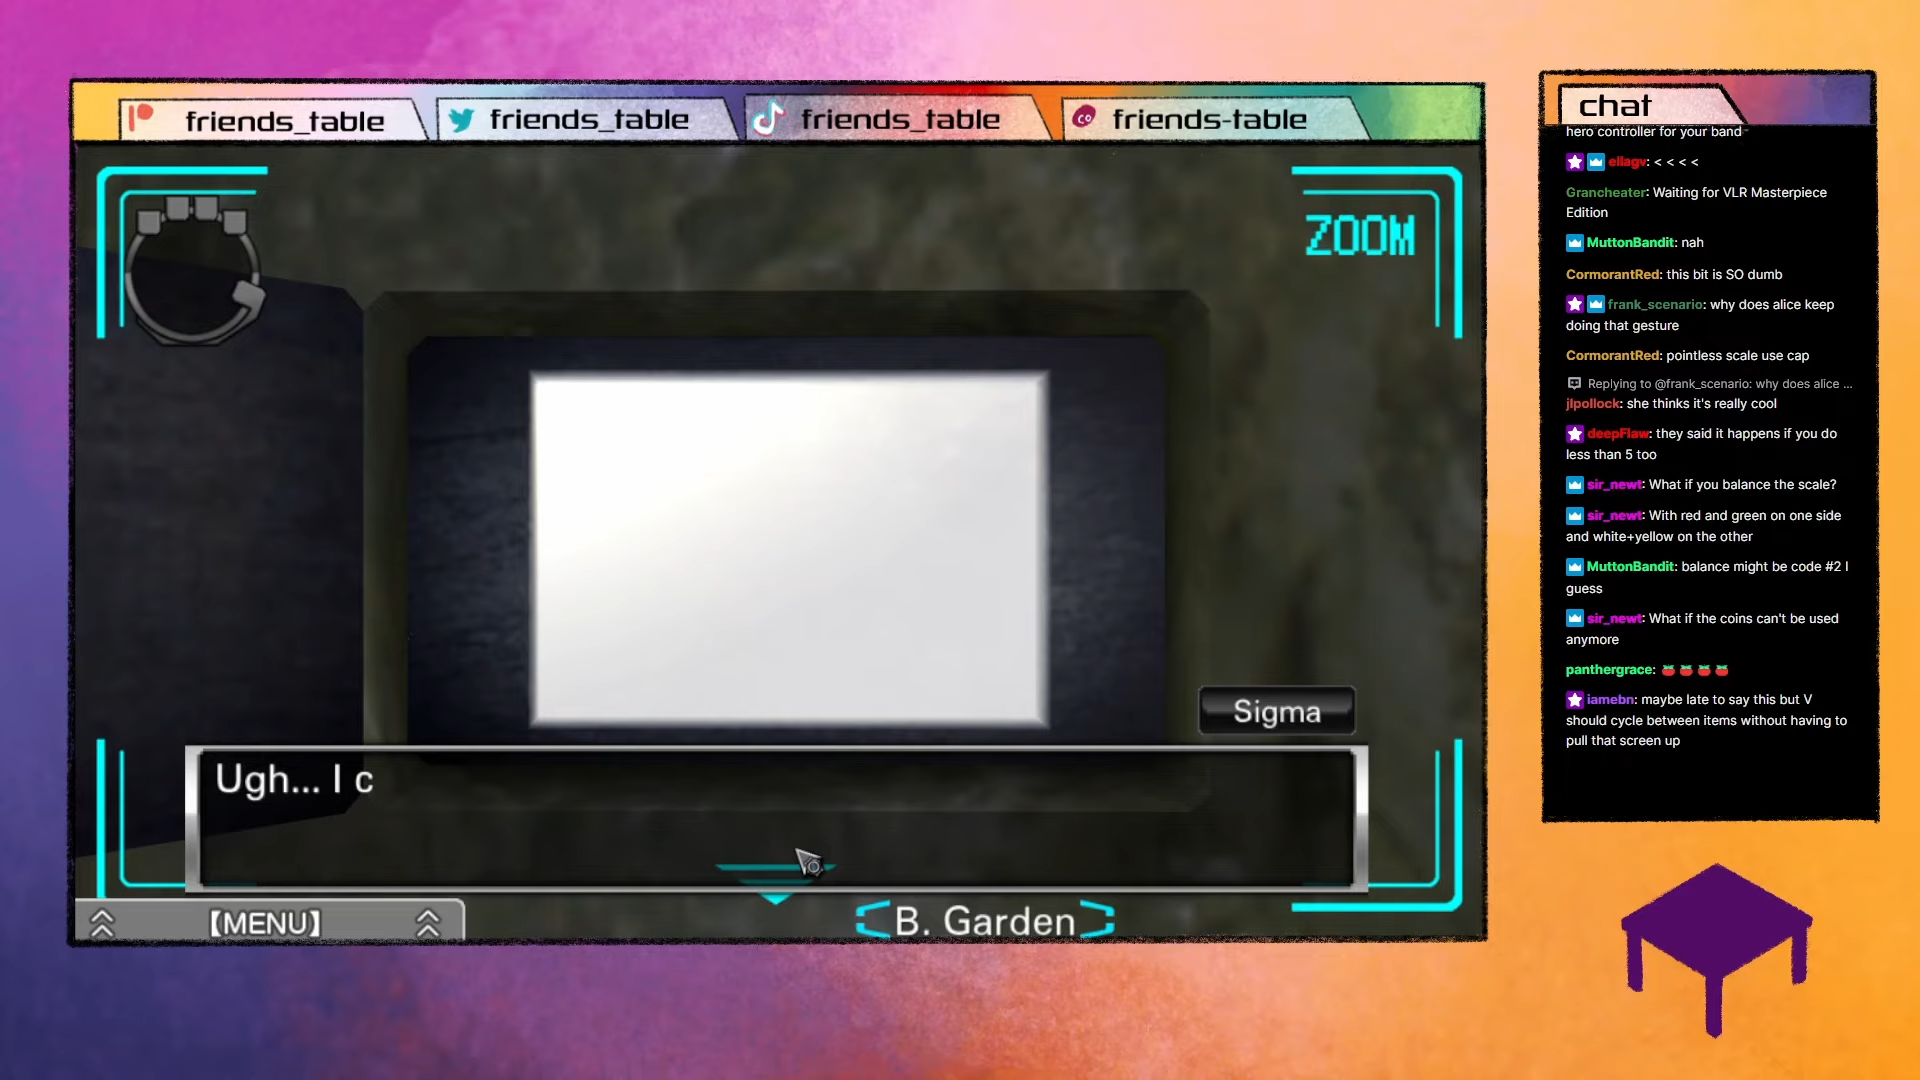 friends_table
friends_table
friends_table
friends-table
ZOOM
Sigma
Ugh... I c
【MENU】
B. Garden
chat
hero controller for your band
ellagv: < < < <
Grancheater: Waiting for VLR Masterpiece
Edition
MuttonBandit: nah
CormorantRed: this bit is SO dumb
frank_scenario: why does alice keep
doing that gesture
CormorantRed: pointless scale use cap
Replying to @frank_scenario: why does alice ...
jlpollock: she thinks it's really cool
deepFlaw: they said it happens if you do
less than 5 too
sir_newt: What if you balance the scale?
sir_newt: With red and green on one side
and white+yellow on the other
MuttonBandit: balance might be code #2 I
guess
sir_newt: What if the coins can't be used
anymore
panthergrace: 🍅🍅🍅🍅
iamebn: maybe late to say this but V
should cycle between items without having to
pull that screen up